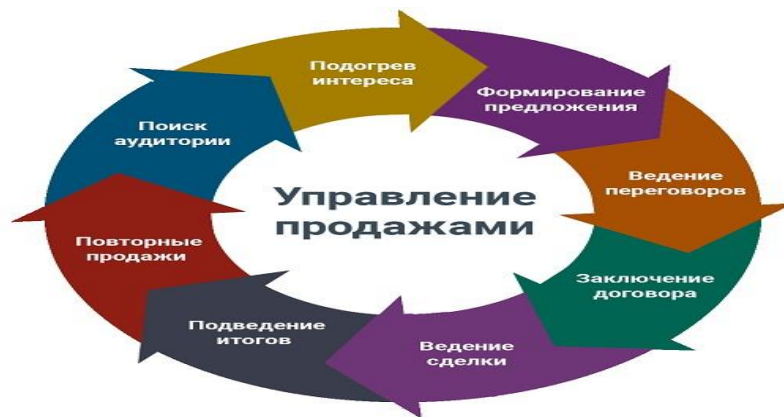 Подогрев
интереса
Формирование
предложения
Ведение
переговоров
Заключение
договора
Ведение
сделки
Подведение
итогов
Повторные
продажи
Поиск
аудитории
Управление
продажами